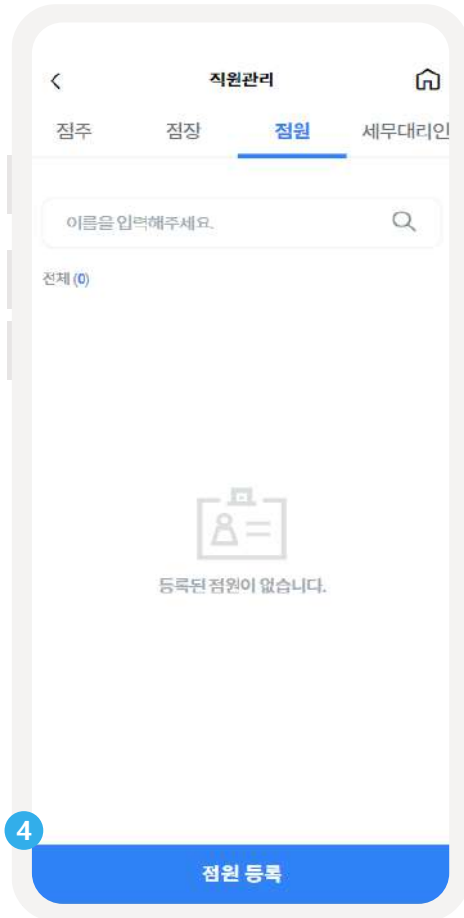 직원관리
점주 점장 점원 세무대리인
이름을 입력해주세요.
전체 (0)
등록된 점원이 없습니다.
4
점원 등록